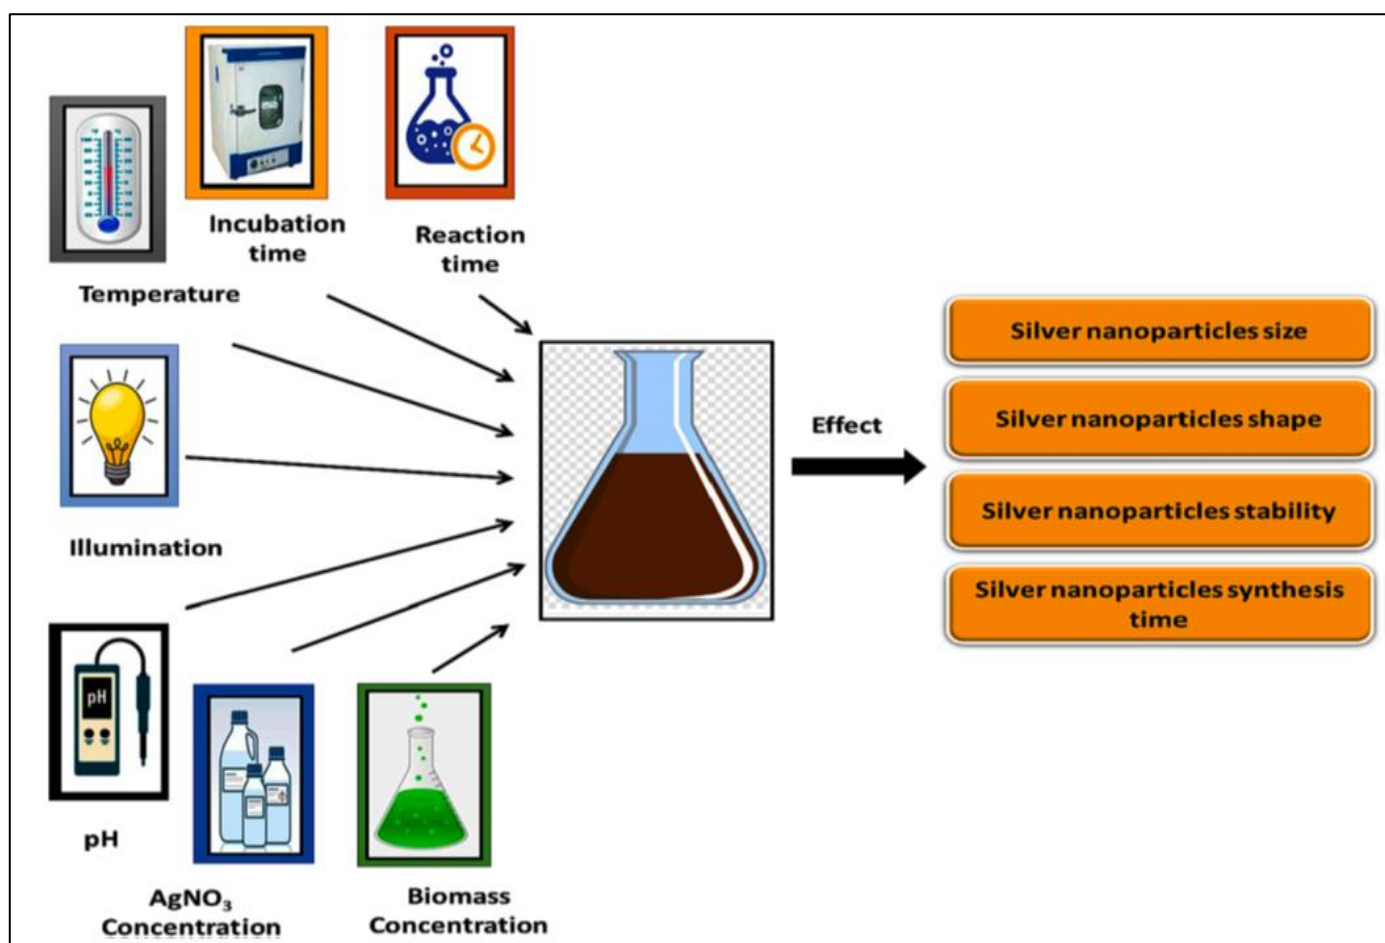 Incubation
time
Reaction
time
Temperature
Illumination
pH
pH
AgNO₃
Concentration
Biomass
Concentration
Effect
Silver nanoparticles size
Silver nanoparticles shape
Silver nanoparticles stability
Silver nanoparticles synthesis
time